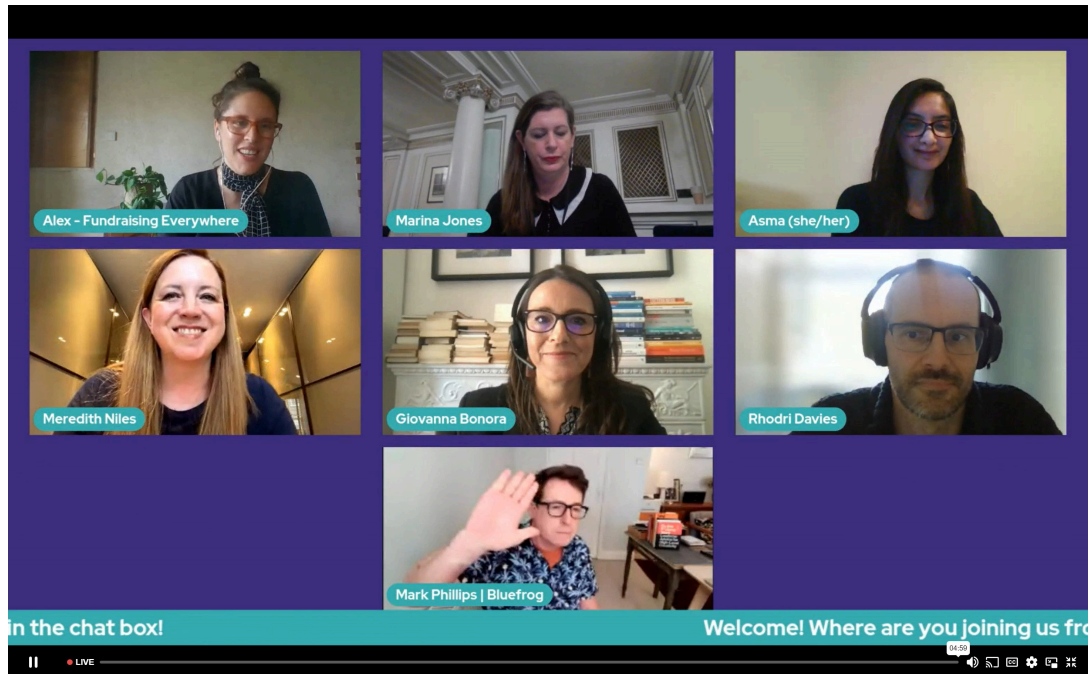 Alex - Fundraising Everywhere
Marina Jones
Asma (she/her)
Meredith Niles
Giovanna Bonora
Rhodri Davies
Mark Phillips | Bluefrog
in the chat box!
Welcome! Where are you joining us fro
04:59
LIVE
CC